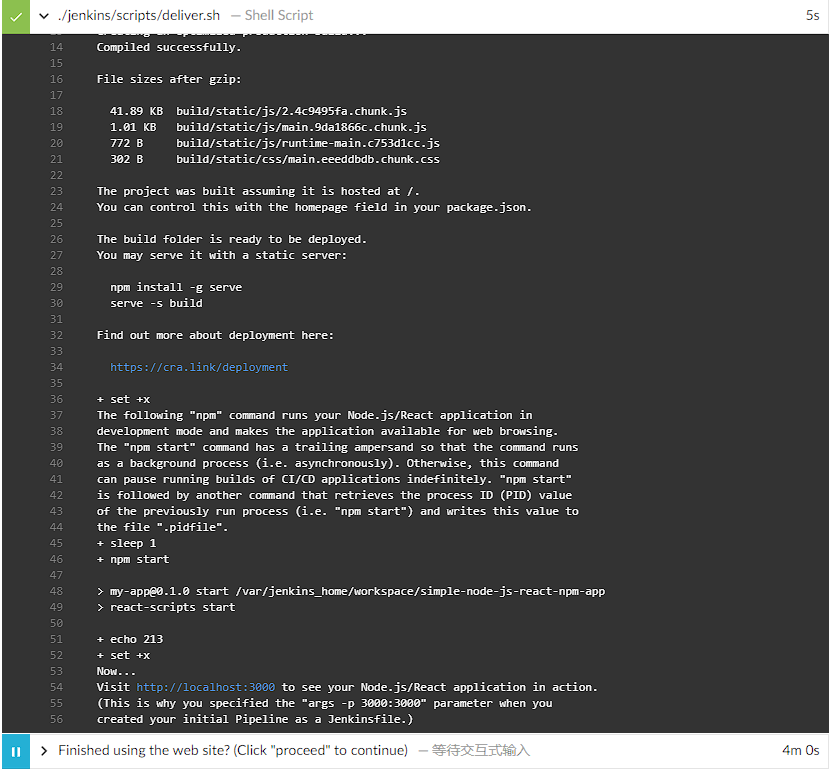 ./jenkins/scripts/deliver.sh — Shell Script 5s
14 Compiled successfully.
15
16 File sizes after gzip:
17
18 41.89 KB build/static/js/2.4c9495fa.chunk.js
19 1.01 KB build/static/js/main.9da1866c.chunk.js
20 772 B build/static/js/runtime-main.c753d1cc.js
21 302 B build/static/css/main.eeeddbdb.chunk.css
22
23 The project was built assuming it is hosted at /.
24 You can control this with the homepage field in your package.json.
25
26 The build folder is ready to be deployed.
27 You may serve it with a static server:
28
29 npm install -g serve
30 serve -s build
31
32 Find out more about deployment here:
33
34 https://cra.link/deployment
35
36 + set +x
37 The following "npm" command runs your Node.js/React application in
38 development mode and makes the application available for web browsing.
39 The "npm start" command has a trailing ampersand so that the command runs
40 as a background process (i.e. asynchronously). Otherwise, this command
41 can pause running builds of CI/CD applications indefinitely. "npm start"
42 is followed by another command that retrieves the process ID (PID) value
43 of the previously run process (i.e. "npm start") and writes this value to
44 the file ".pidfile".
45 + sleep 1
46 + npm start
47
48 > my-app@0.1.0 start /var/jenkins_home/workspace/simple-node-js-react-npm-app
49 > react-scripts start
50
51 + echo 213
52 + set +x
53 Now...
54 Visit http://localhost:3000 to see your Node.js/React application in action.
55 (This is why you specified the "args -p 3000:3000" parameter when you
56 created your initial Pipeline as a Jenkinsfile.)
Finished using the web site? (Click "proceed" to continue) — 等待交互式输入 4m 0s